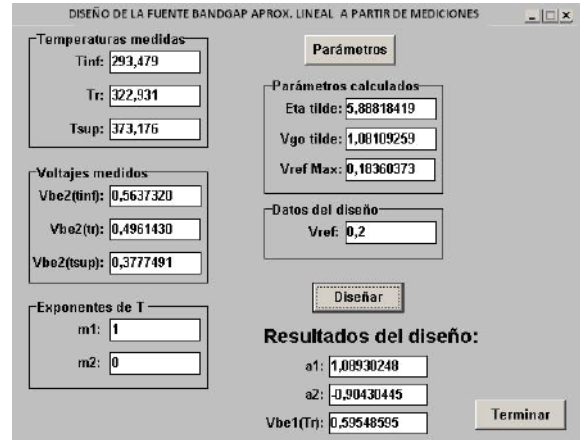 DISEÑO DE LA FUENTE BANDGAP APROX. LINEAL A PARTIR DE MEDICIONES
Temperaturas medidas
Tinf: 293,479
Tr: 322,931
Tsup: 373,176
Voltajes medidos
Vbe2(tinf): 0,5637320
Vbe2(tr): 0,4961430
Vbe2(tsup): 0,3777491
Exponentes de T
m1: 1
m2: 0
Parámetros
Parámetros calculados
Eta tilde: 5,88818419
Vgo tilde: 1,08109259
Vref Max: 0,18360373
Datos del diseño
Vref: 0,2
Diseñar
Resultados del diseño:
a1: 1,08930248
a2: -0,90430445
Vbe1(Tr): 0,59548595
Terminar